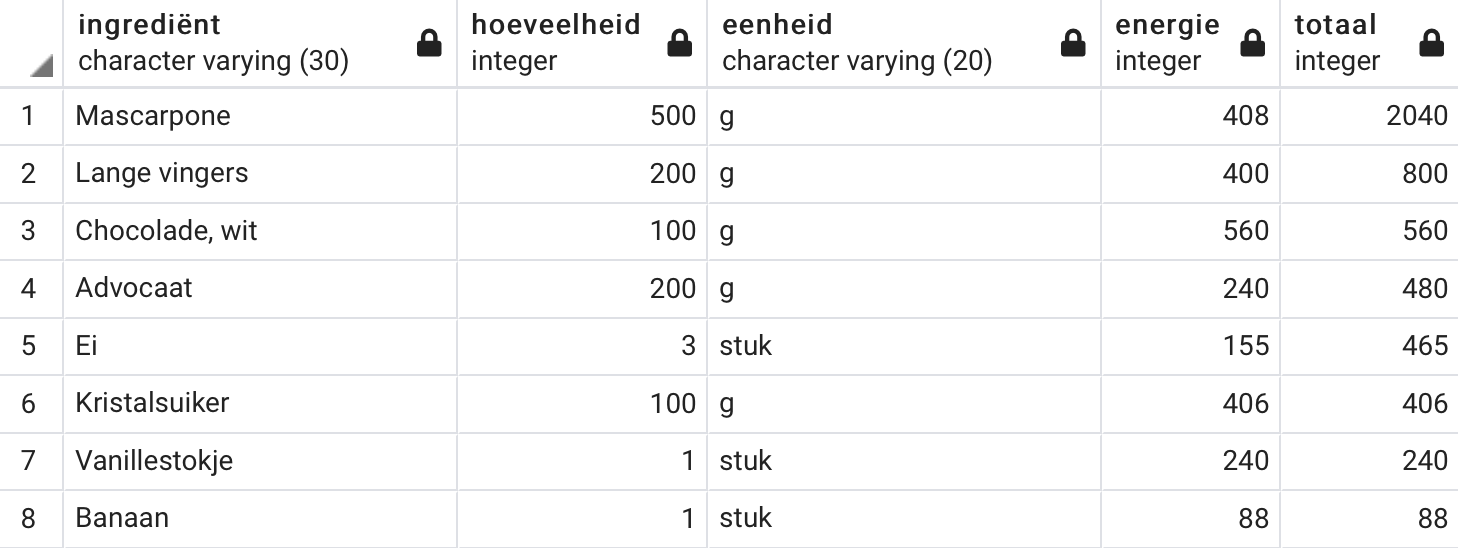 ingrediënt hoeveelheid eenheid energie totaal
character varying (30) integer character varying (20) integer integer
1 Mascarpone 500 g 408 2040
2 Lange vingers 200 g 400 800
3 Chocolade, wit 100 g 560 560
4 Advocaat 200 g 240 480
5 Ei 3 stuk 155 465
6 Kristalsuiker 100 g 406 406
7 Vanillestokje 1 stuk 240 240
8 Banaan 1 stuk 88 88